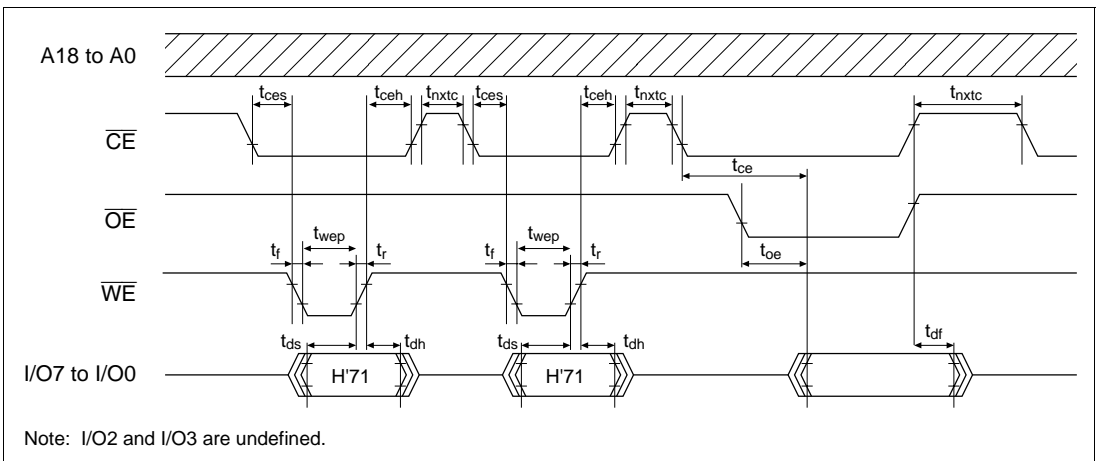 A18 to A0
tces tceh tnxtc tces tceh tnxtc tnxtc
CE
tce
OE
twep twep
tf tr tf tr toe
WE
tds tdh tds tdh tdf
I/O7 to I/O0 H'71 H'71
Note: I/O2 and I/O3 are undefined.